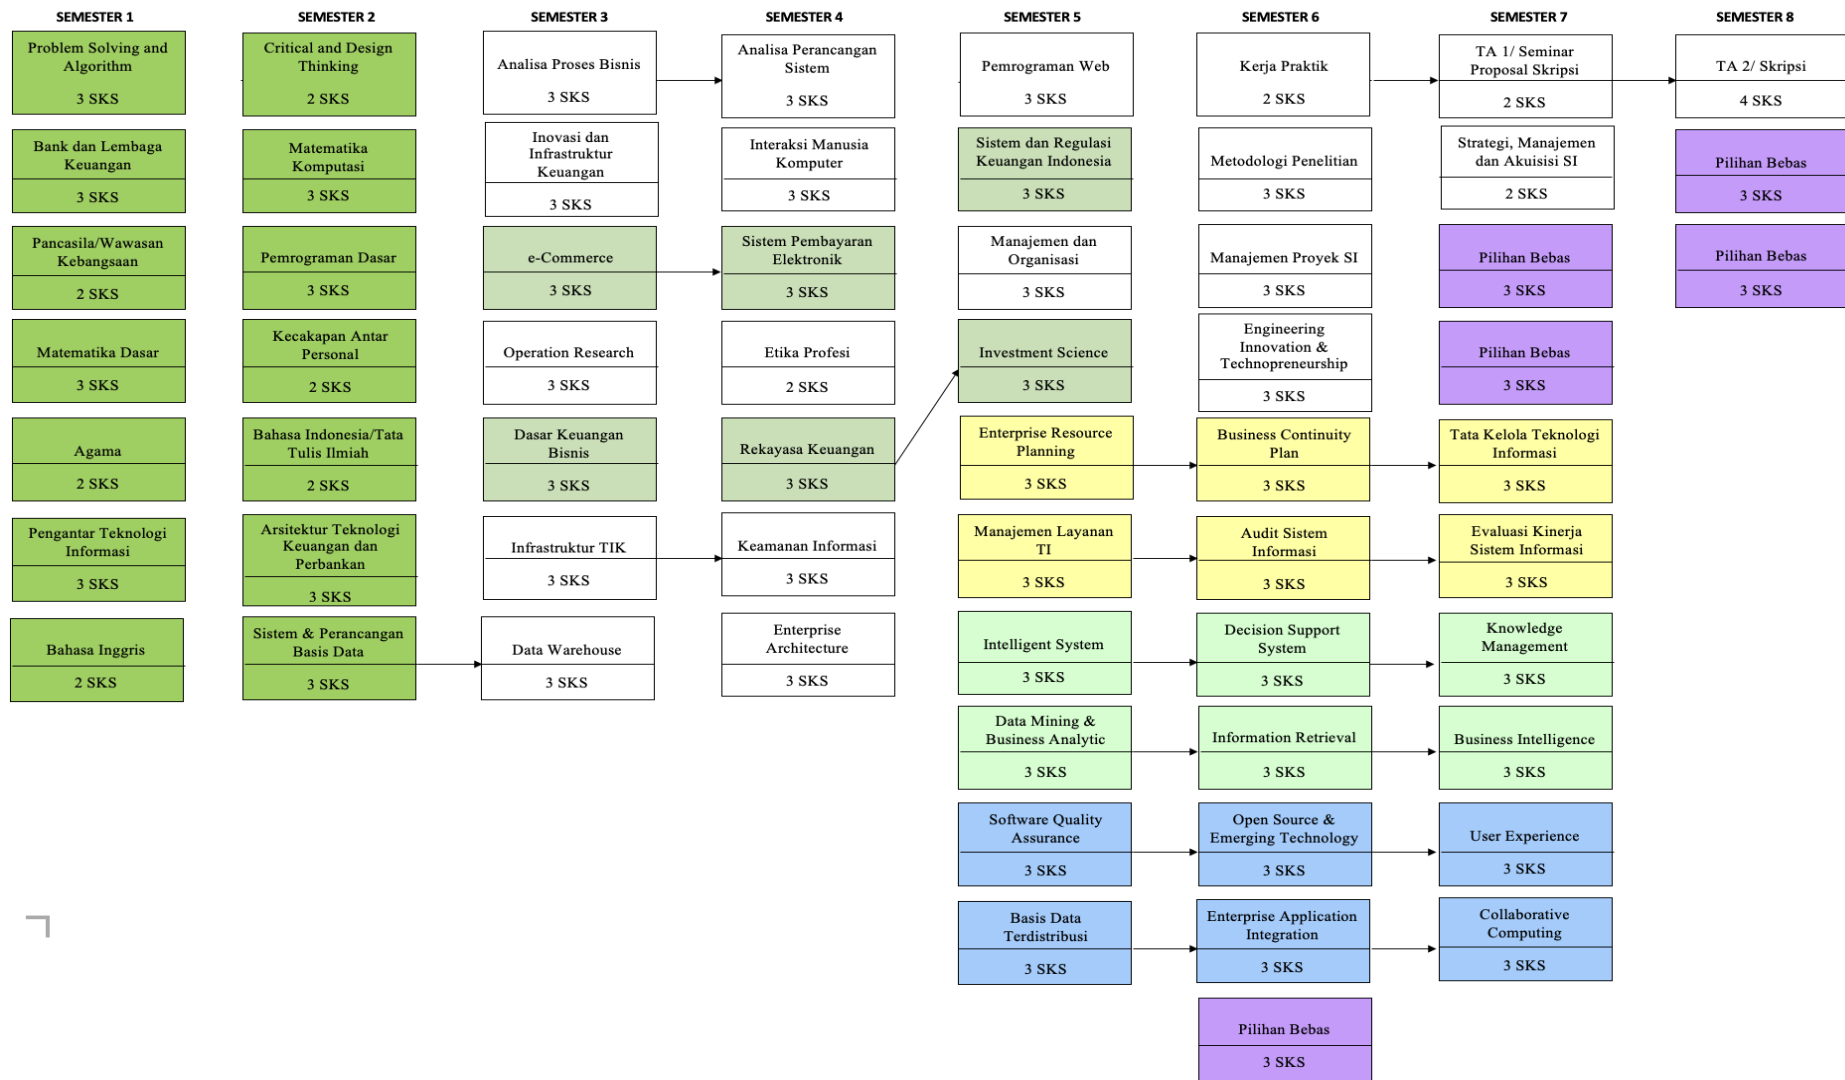 SEMESTER 1
Problem Solving and
Algorithm
3 SKS
Bank dan Lembaga
Keuangan
3 SKS
Pancasila/Wawasan
Kebangsaan
2 SKS
Matematika Dasar
3 SKS
Agama
2 SKS
Pengantar Teknologi
Informasi
3 SKS
Bahasa Inggris
2 SKS
SEMESTER 2
Critical and Design
Thinking
2 SKS
Matematika
Komputasi
3 SKS
Pemrograman Dasar
3 SKS
Kecakapan Antar
Personal
2 SKS
Bahasa Indonesia/Tata
Tulis Ilmiah
2 SKS
Arsitektur Teknologi
Keuangan dan
Perbankan
3 SKS
Sistem & Perancangan
Basis Data
3 SKS
SEMESTER 3
Analisa Proses Bisnis
3 SKS
Inovasi dan
Infrastruktur
Keuangan
3 SKS
e-Commerce
3 SKS
Operation Research
3 SKS
Dasar Keuangan
Bisnis
3 SKS
Infrastruktur TIK
3 SKS
Data Warehouse
3 SKS
SEMESTER 4
Analisa Perancangan
Sistem
3 SKS
Interaksi Manusia
Komputer
3 SKS
Sistem Pembayaran
Elektronik
3 SKS
Etika Profesi
2 SKS
Rekayasa Keuangan
3 SKS
Keamanan Informasi
3 SKS
Enterprise
Architecture
3 SKS
SEMESTER 5
Pemrograman Web
3 SKS
Sistem dan Regulasi
Keuangan Indonesia
3 SKS
Manajemen dan
Organisasi
3 SKS
Investment Science
3 SKS
Enterprise Resource
Planning
3 SKS
Manajemen Layanan
TI
3 SKS
Intelligent System
3 SKS
Data Mining &
Business Analytic
3 SKS
Software Quality
Assurance
3 SKS
Basis Data
Terdistribusi
3 SKS
SEMESTER 6
Kerja Praktik
2 SKS
Metodologi Penelitian
3 SKS
Manajemen Proyek SI
3 SKS
Engineering
Innovation &
Technopreneurship
3 SKS
Business Continuity
Plan
3 SKS
Audit Sistem
Informasi
3 SKS
Decision Support
System
3 SKS
Information Retrieval
3 SKS
Open Source &
Emerging Technology
3 SKS
Enterprise Application
Integration
3 SKS
Pilihan Bebas
3 SKS
SEMESTER 7
TA 1/ Seminar
Proposal Skripsi
2 SKS
Strategi, Manajemen
dan Akuisisi SI
2 SKS
Pilihan Bebas
3 SKS
Pilihan Bebas
3 SKS
Tata Kelola Teknologi
Informasi
3 SKS
Evaluasi Kinerja
Sistem Informasi
3 SKS
Knowledge
Management
3 SKS
Business Intelligence
3 SKS
User Experience
3 SKS
Collaborative
Computing
3 SKS
SEMESTER 8
TA 2/ Skripsi
4 SKS
Pilihan Bebas
3 SKS
Pilihan Bebas
3 SKS